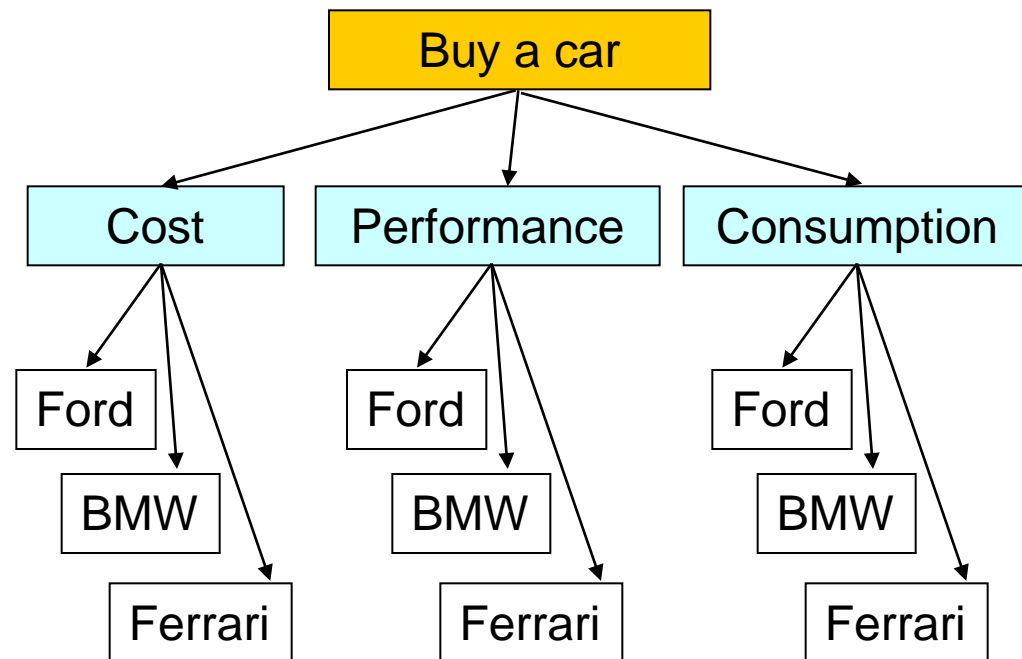 Buy a car
Cost
Performance
Consumption
Ford
Ford
Ford
BMW
BMW
BMW
Ferrari
Ferrari
Ferrari